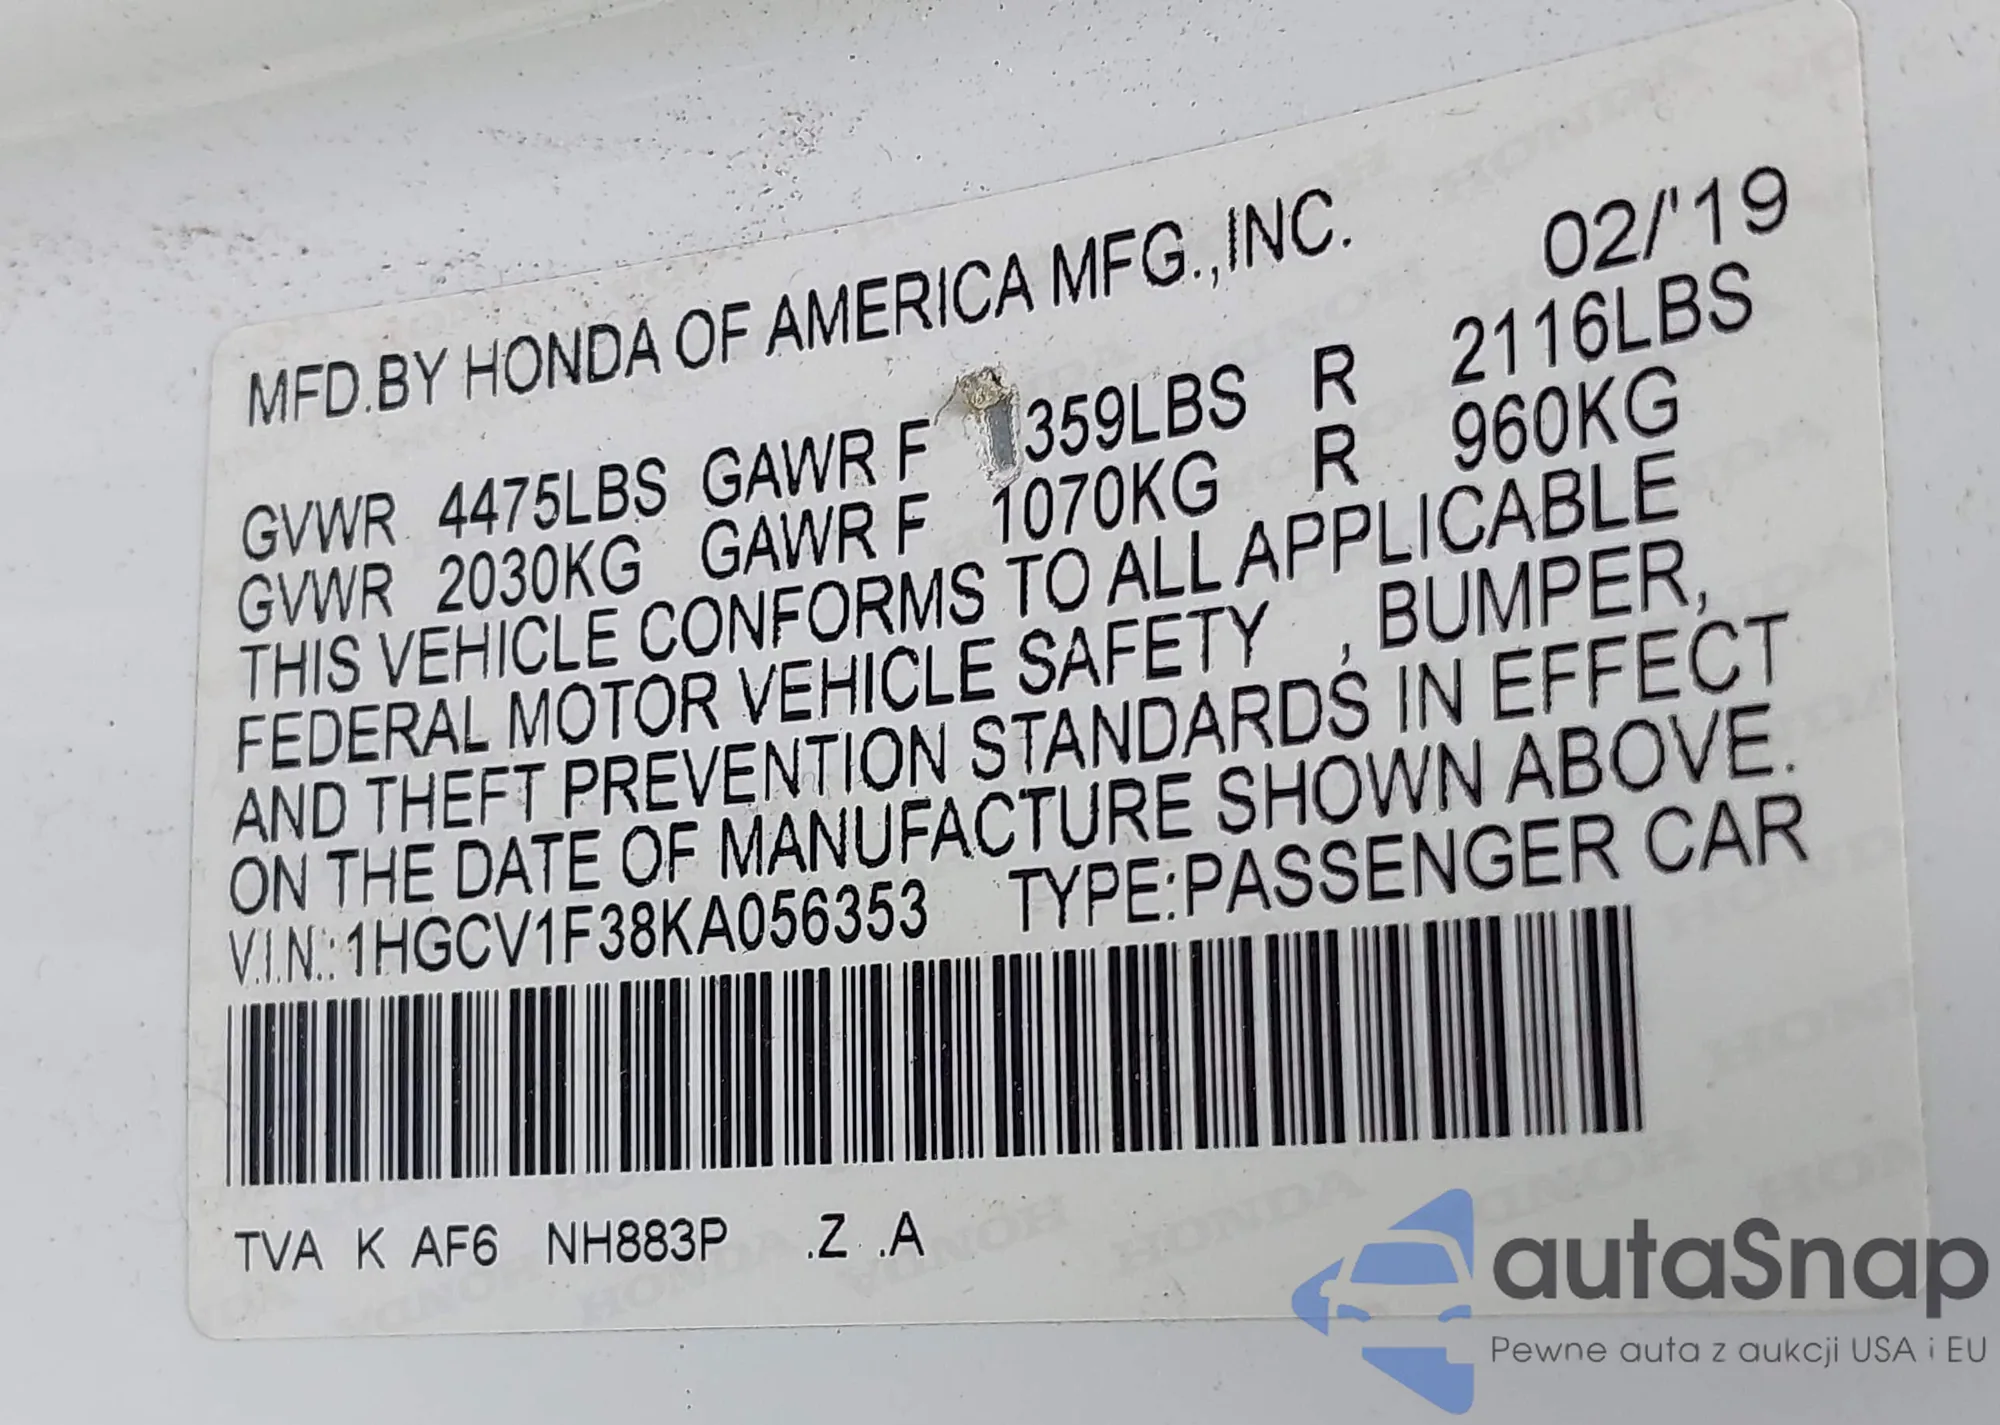 MFD.BY HONDA OF AMERICA MFG.,INC. 02/'19
GVWR 4475LBS GAWR F 359LBS R 2116LBS
GVWR 2030KG GAWR F 1070KG R 960KG
THIS VEHICLE CONFORMS TO ALL APPLICABLE
FEDERAL MOTOR VEHICLE SAFETY , BUMPER,
AND THEFT PREVENTION STANDARDS IN EFFECT
ON THE DATE OF MANUFACTURE SHOWN ABOVE.
V.I.N.:1HGCV1F38KA056353 TYPE:PASSENGER CAR
TVA K AF6 NH883P .Z .A
autaSnap
Pewne auta z aukcji USA i EU